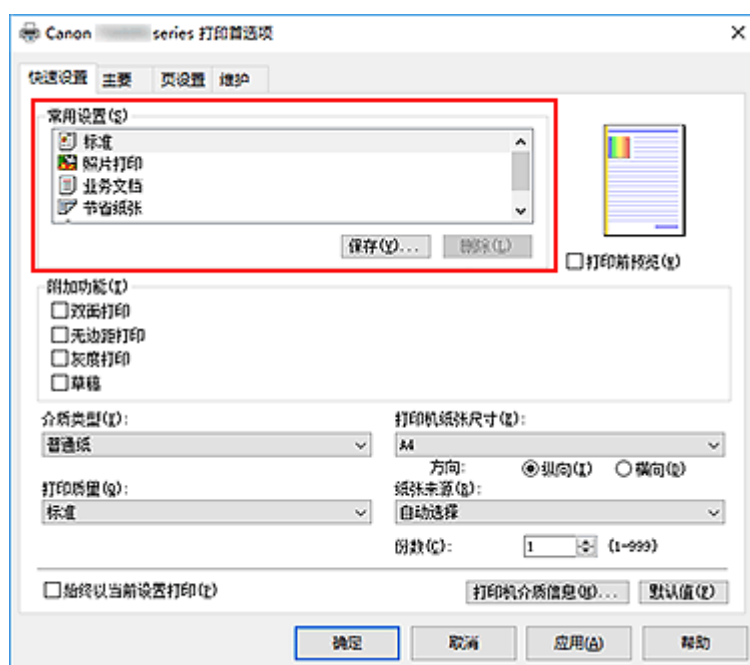 Canon series 打印首选项
快速设置 主要 页设置 维护
常用设置(S)
标准
照片打印
业务文档
节省纸张
保存(V)... 删除(L)
打印前预览(W)
附加功能(T)
双面打印
无边距打印
灰度打印
草稿
介质类型(Y): 打印机纸张尺寸(Z):
普通纸 A4
方向: 纵向(I) 横向(D)
打印质量(Q): 纸张来源(B):
标准 自动选择
份数(C): 1 (1-999)
始终以当前设置打印(P)
打印机介质信息(M)... 默认值(F)
确定 取消 应用(A) 帮助